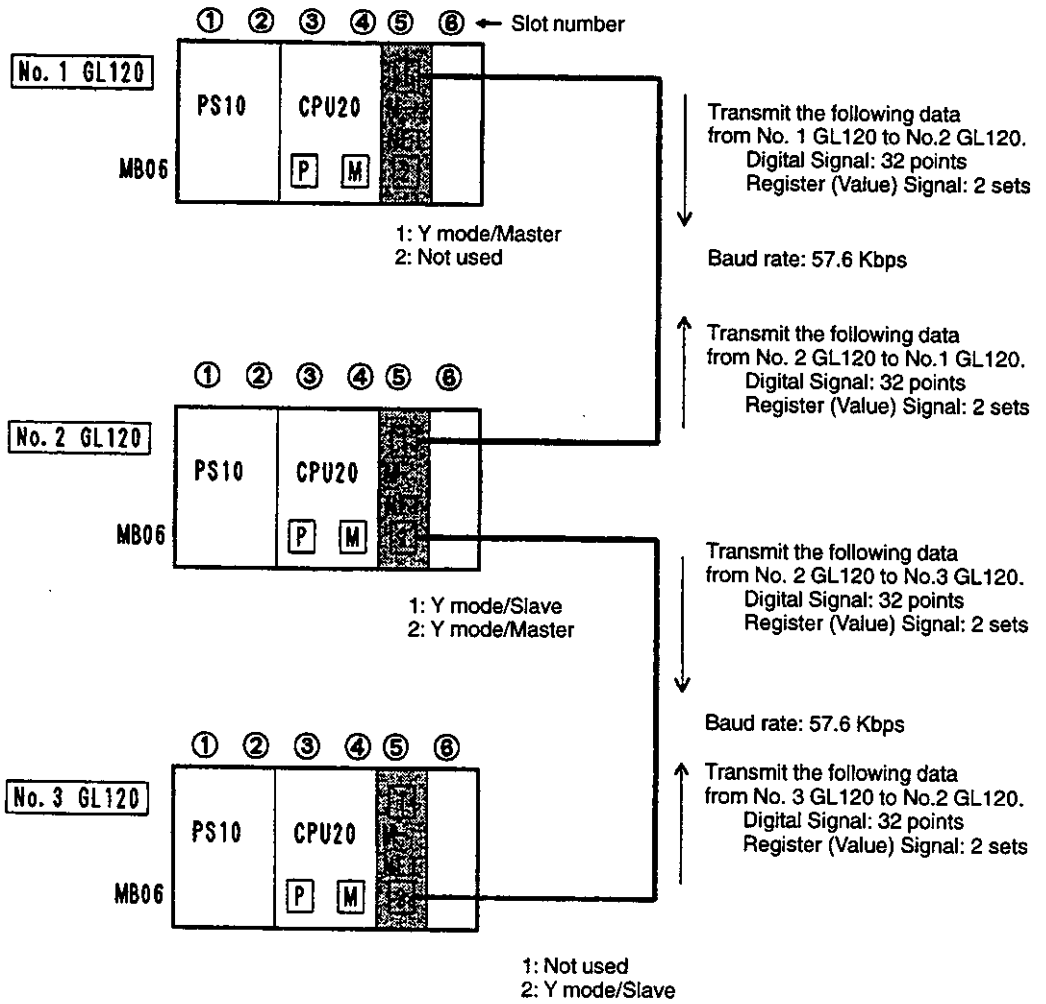 ① ② ③ ④ ⑤ ⑥ ← Slot number
No. 1 GL120
PS10 CPU20
MB06 P M
1: Y mode/Master
2: Not used
Transmit the following data
from No. 1 GL120 to No.2 GL120.
Digital Signal: 32 points
Register (Value) Signal: 2 sets
Baud rate: 57.6 Kbps
Transmit the following data
from No. 2 GL120 to No.1 GL120.
Digital Signal: 32 points
Register (Value) Signal: 2 sets
① ② ③ ④ ⑤ ⑥
No. 2 GL120
PS10 CPU20
MB06 P M
1: Y mode/Slave
2: Y mode/Master
Transmit the following data
from No. 2 GL120 to No.3 GL120.
Digital Signal: 32 points
Register (Value) Signal: 2 sets
Baud rate: 57.6 Kbps
① ② ③ ④ ⑤ ⑥
No. 3 GL120
PS10 CPU20
MB06 P M
Transmit the following data
from No. 3 GL120 to No.2 GL120.
Digital Signal: 32 points
Register (Value) Signal: 2 sets
1: Not used
2: Y mode/Slave